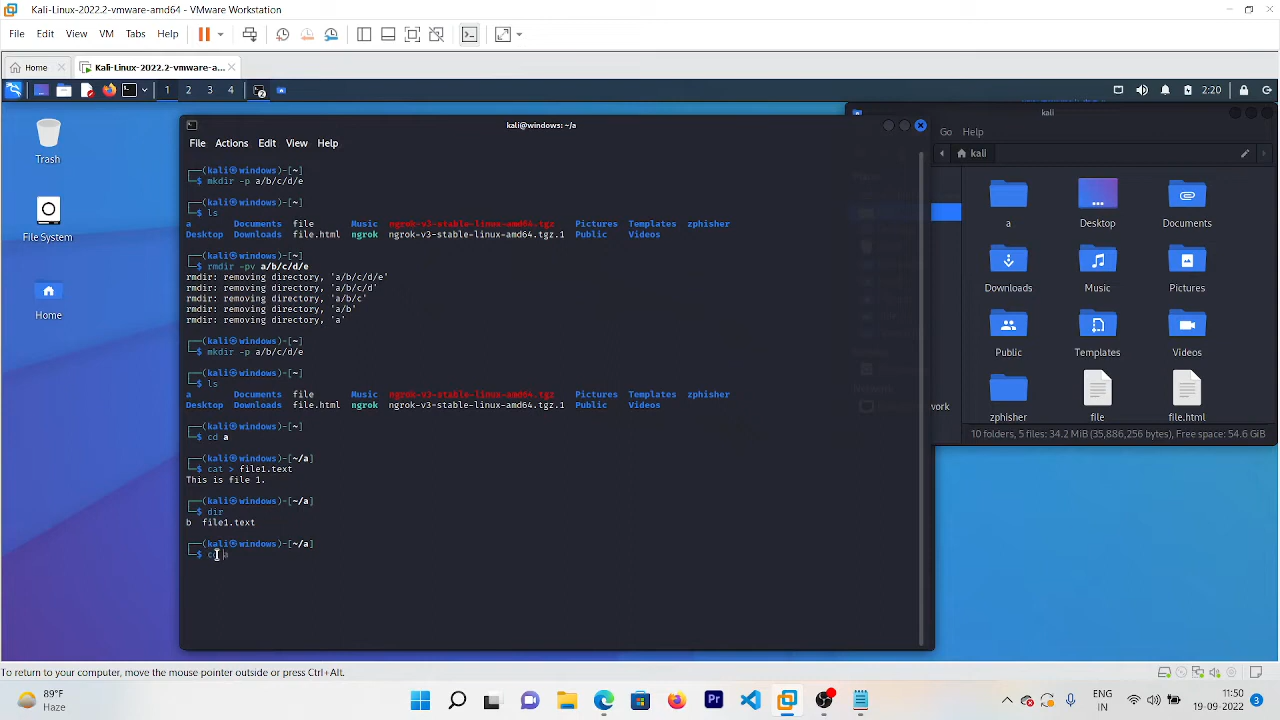 Kali-Linux-2022.2-vmware-amd64 - VMware Workstation
File Edit View VM Tabs Help
Home Kali-Linux-2022.2-vmware-a...
1 2 3 4 2:20
Trash
File System
Home
kali@windows: ~/a
File Actions Edit View Help
┌──(kali㉿windows)-[~]
└─$ mkdir -p a/b/c/d/e
┌──(kali㉿windows)-[~]
└─$ ls
a Documents file Music ngrok-v3-stable-linux-amd64.tgz Pictures Templates zphisher
Desktop Downloads file.html ngrok ngrok-v3-stable-linux-amd64.tgz.1 Public Videos
┌──(kali㉿windows)-[~]
└─$ rmdir -pv a/b/c/d/e
rmdir: removing directory, 'a/b/c/d/e'
rmdir: removing directory, 'a/b/c/d'
rmdir: removing directory, 'a/b/c'
rmdir: removing directory, 'a/b'
rmdir: removing directory, 'a'
┌──(kali㉿windows)-[~]
└─$ mkdir -p a/b/c/d/e
┌──(kali㉿windows)-[~]
└─$ ls
a Documents file Music ngrok-v3-stable-linux-amd64.tgz Pictures Templates zphisher
Desktop Downloads file.html ngrok ngrok-v3-stable-linux-amd64.tgz.1 Public Videos
┌──(kali㉿windows)-[~]
└─$ cd a
┌──(kali㉿windows)-[~/a]
└─$ cat > file1.text
This is file 1.
┌──(kali㉿windows)-[~/a]
└─$ dir
b file1.text
┌──(kali㉿windows)-[~/a]
└─$ cd a
kali
Go Help
kali
a Desktop Documen...
Downloads Music Pictures
Public Templates Videos
zphisher file file.html
ork
10 folders, 5 files: 34.2 MiB (35,886,256 bytes), Free space: 54.6 GiB
To return to your computer, move the mouse pointer outside or press Ctrl+Alt.
89°F
Haze
Pr
ENG
IN
11:50
19-09-2022
3